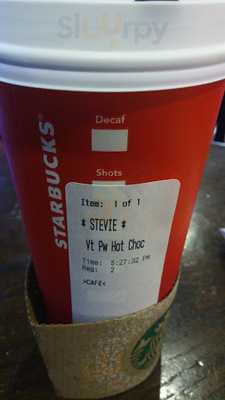 SiLUrpy
Decaf
Shots
STARBUCKS
Item: 1 of 1
* STEVIE *
Vt Pw Hot Choc
Time: 5:27:32 PM
Reg: 2
>CAFE<